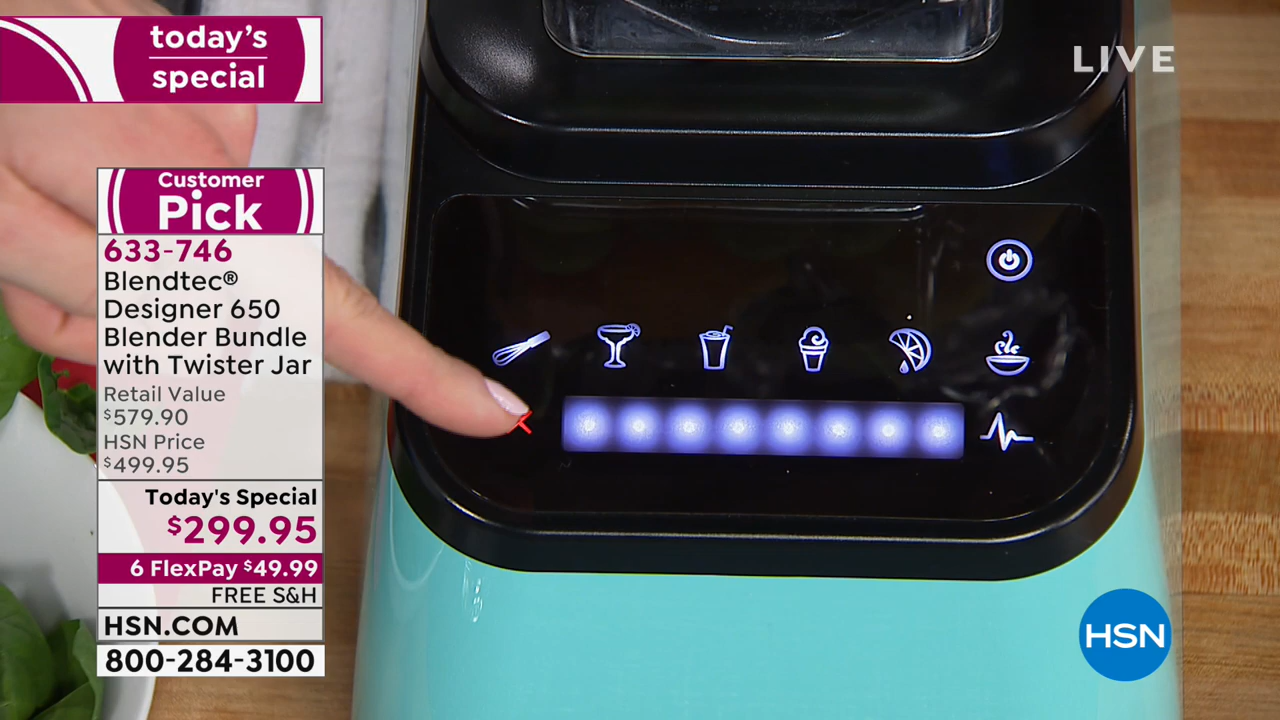 today's
special
LIVE
Customer
Pick
633-746
Blendtec®
Designer 650
Blender Bundle
with Twister Jar
Retail Value
$579.90
HSN Price
$499.95
Today's Special
$299.95
6 FlexPay $49.99
FREE S&H
HSN.COM
800-284-3100
HSN